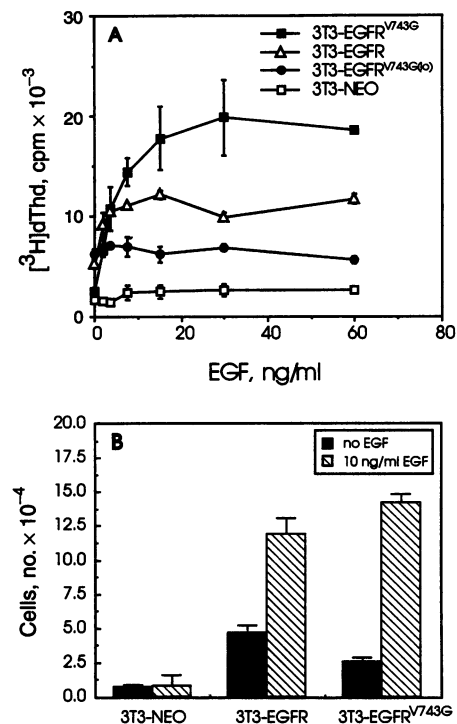 A
3T3-EGFR^V743G
3T3-EGFR
3T3-EGFR^V743G(lo)
3T3-NEO
[³H]dThd, cpm × 10⁻³
30
20
10
0
0 20 40 60 80
EGF, ng/ml
B
no EGF
10 ng/ml EGF
Cells, no. × 10⁻⁴
20.0
17.5
15.0
12.5
10.0
7.5
5.0
2.5
0.0
3T3-NEO 3T3-EGFR 3T3-EGFR^V743G